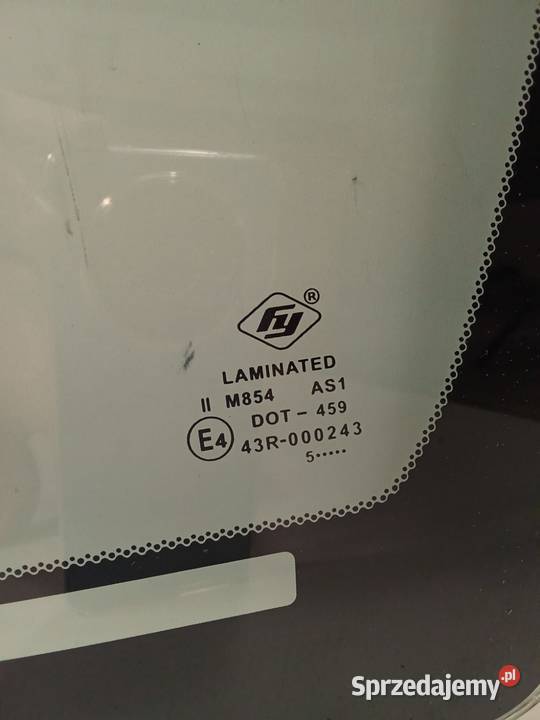 FY®
LAMINATED
II M854 AS1
DOT - 459
E4 43R-000243
5•••••
Sprzedajemy.pl